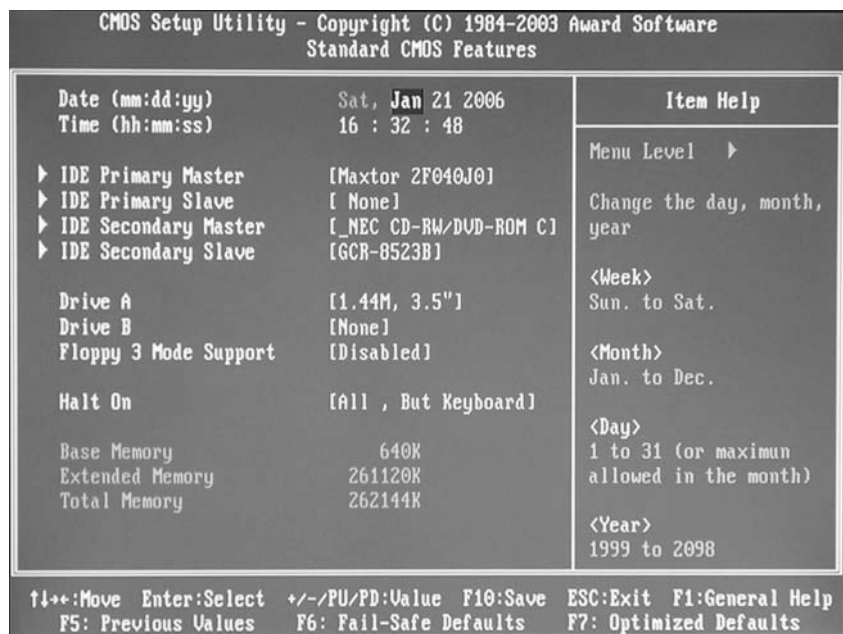 CMOS Setup Utility - Copyright (C) 1984-2003 Award Software
Standard CMOS Features
Date (mm:dd:yy) Sat, Jan 21 2006
Time (hh:mm:ss) 16 : 32 : 48
IDE Primary Master [Maxtor 2F040J0]
IDE Primary Slave [ None]
IDE Secondary Master [_NEC CD-RW/DVD-ROM C]
IDE Secondary Slave [GCR-8523B]
Drive A [1.44M, 3.5"]
Drive B [None]
Floppy 3 Mode Support [Disabled]
Halt On [All , But Keyboard]
Base Memory 640K
Extended Memory 261120K
Total Memory 262144K
Item Help
Menu Level
Change the day, month,
year
<Week>
Sun. to Sat.
<Month>
Jan. to Dec.
<Day>
1 to 31 (or maximun
allowed in the month)
<Year>
1999 to 2098
↑↓→←:Move Enter:Select +/-/PU/PD:Value F10:Save ESC:Exit F1:General Help
F5: Previous Values F6: Fail-Safe Defaults F7: Optimized Defaults